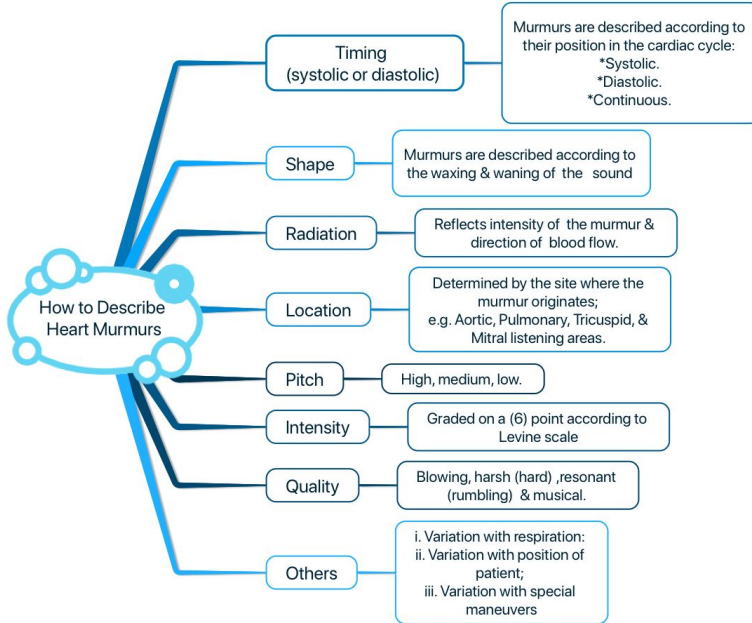 How to Describe
Heart Murmurs
Timing
(systolic or diastolic)
Murmurs are described according to
their position in the cardiac cycle:
*Systolic.
*Diastolic.
*Continuous.
Shape
Murmurs are described according to
the waxing & waning of the sound
Radiation
Reflects intensity of the murmur &
direction of blood flow.
Location
Determined by the site where the
murmur originates;
e.g. Aortic, Pulmonary, Tricuspid, &
Mitral listening areas.
Pitch
High, medium, low.
Intensity
Graded on a (6) point according to
Levine scale
Quality
Blowing, harsh (hard) ,resonant
(rumbling) & musical.
Others
i. Variation with respiration:
ii. Variation with position of
patient;
iii. Variation with special
maneuvers